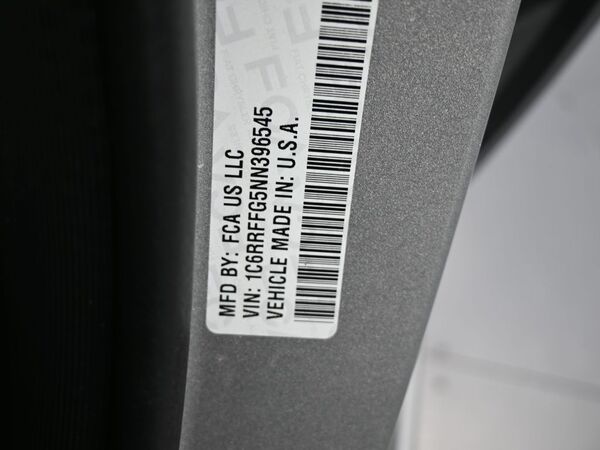 MFD BY: FCA US LLC
VIN: 1C6RRFFG5NN396545
VEHICLE MADE IN: U.S.A.